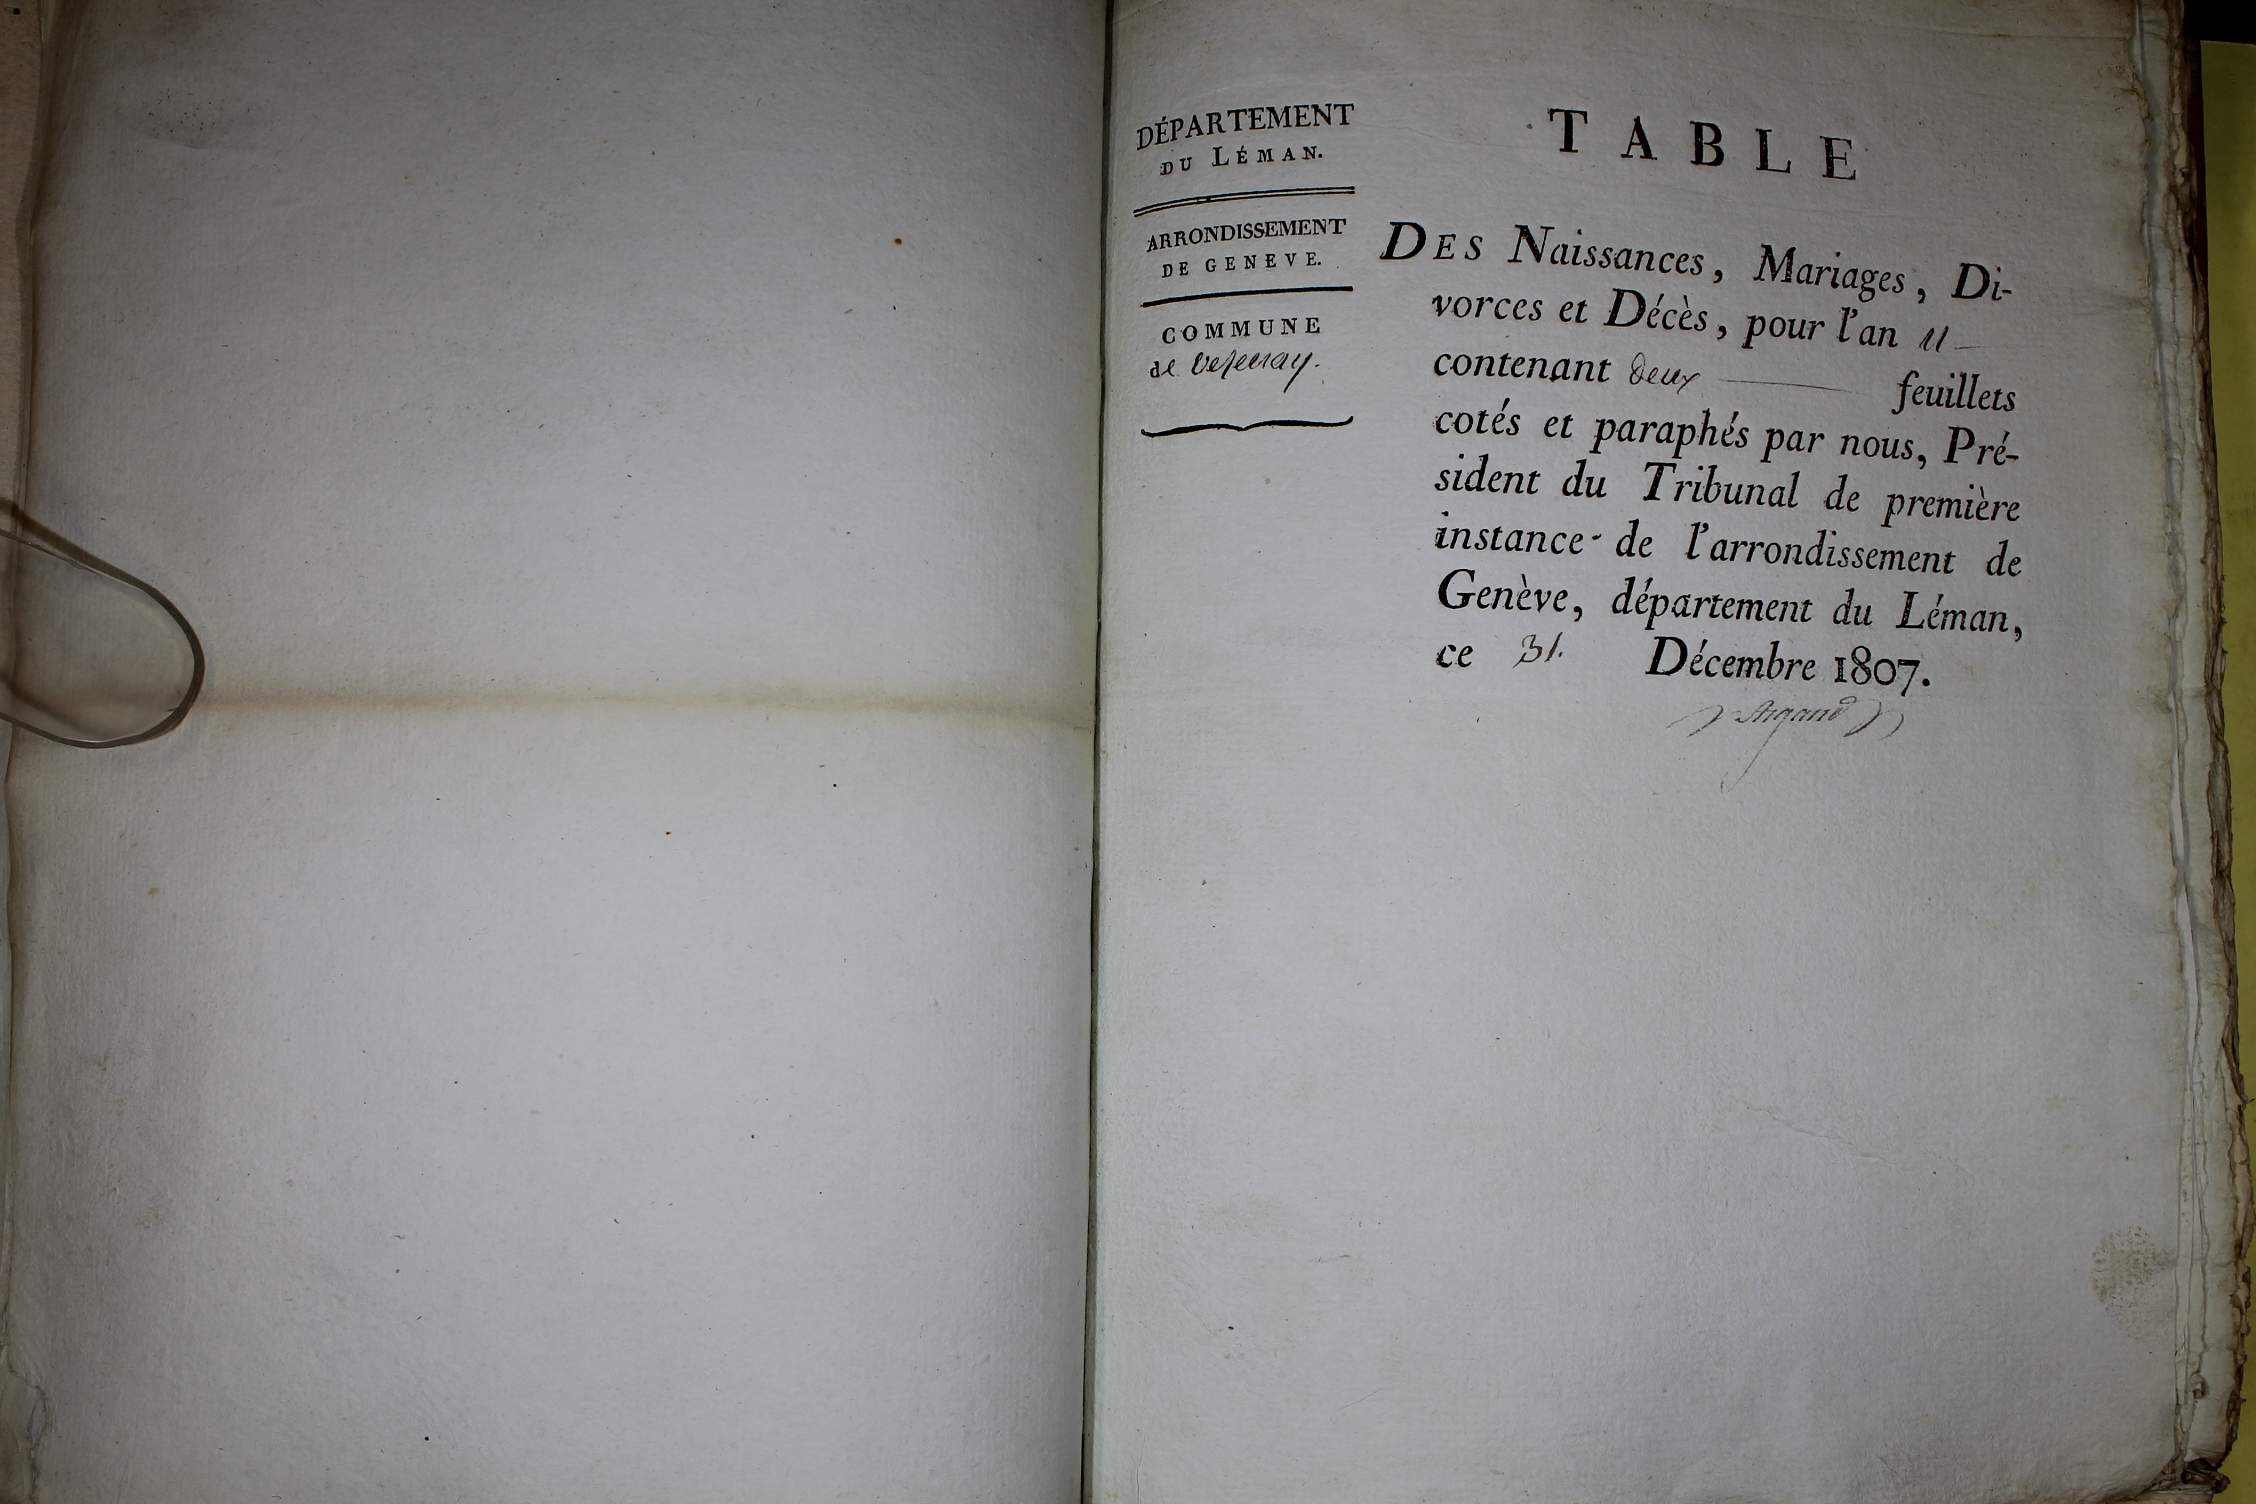 DÉPARTEMENT
DU LÉMAN.
ARRONDISSEMENT
DE GENEVE.
COMMUNE
de Vesenay.
TABLE
DES Naissances, Mariages, Di-
vorces et Décès, pour l'an 11
contenant deux feuillets
cotés et paraphés par nous, Pré-
sident du Tribunal de première
instance de l'arrondissement de
Genève, département du Léman,
ce 31. Décembre 1807.
Argand